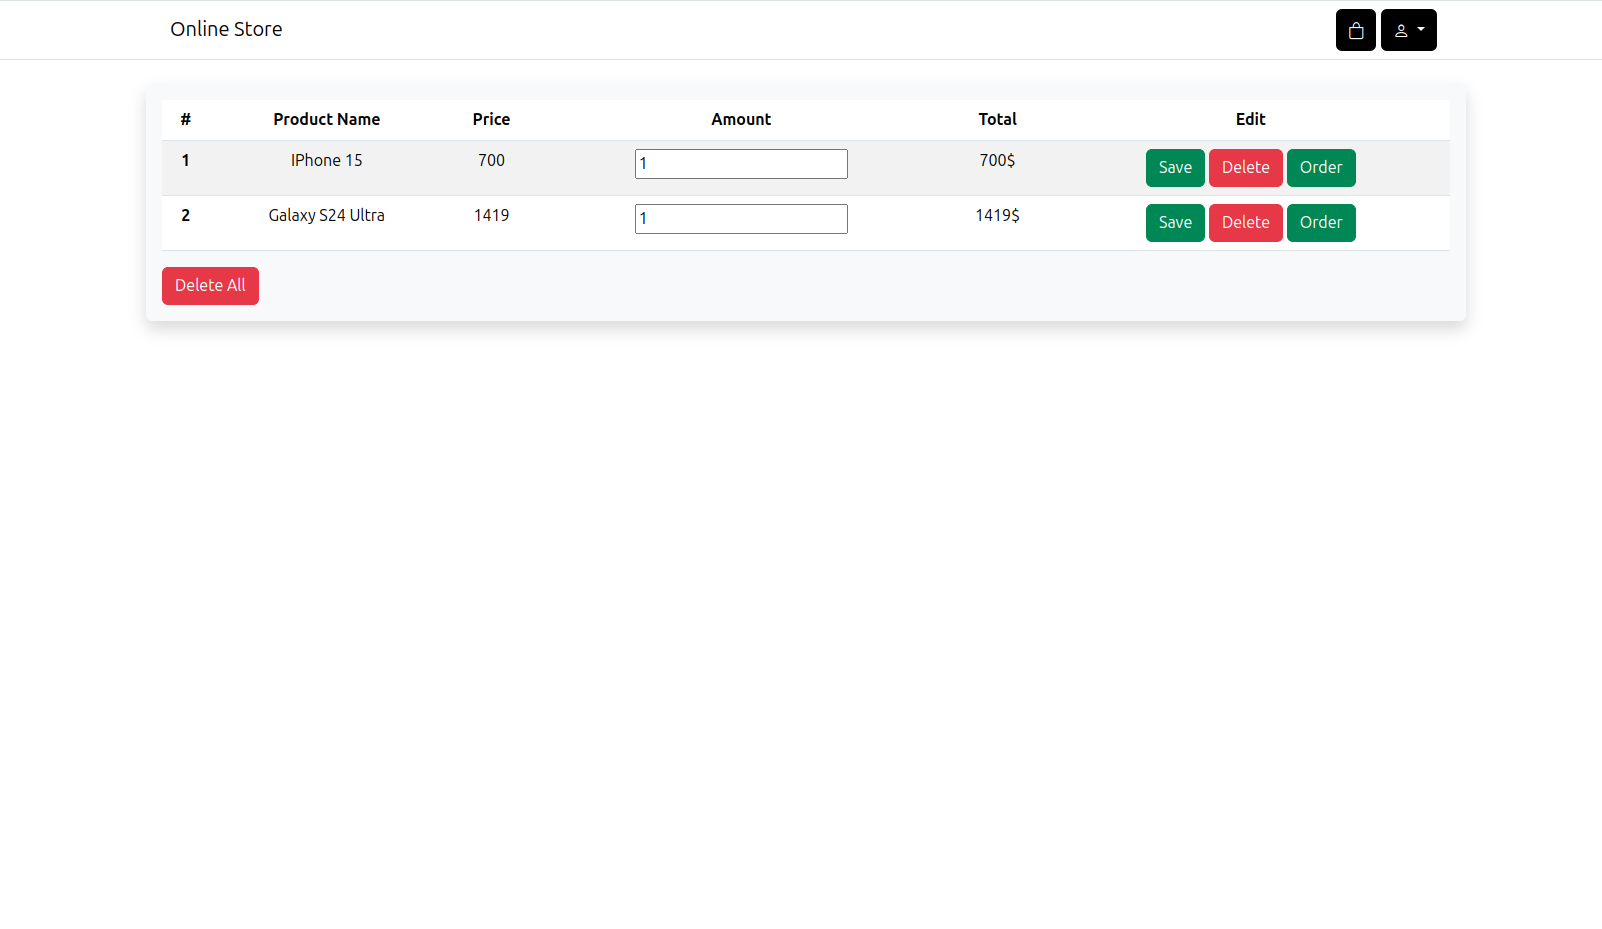 Online Store
# Product Name Price Amount Total Edit
1 IPhone 15 700 1 700$ Save Delete Order
2 Galaxy S24 Ultra 1419 1 1419$ Save Delete Order
Delete All